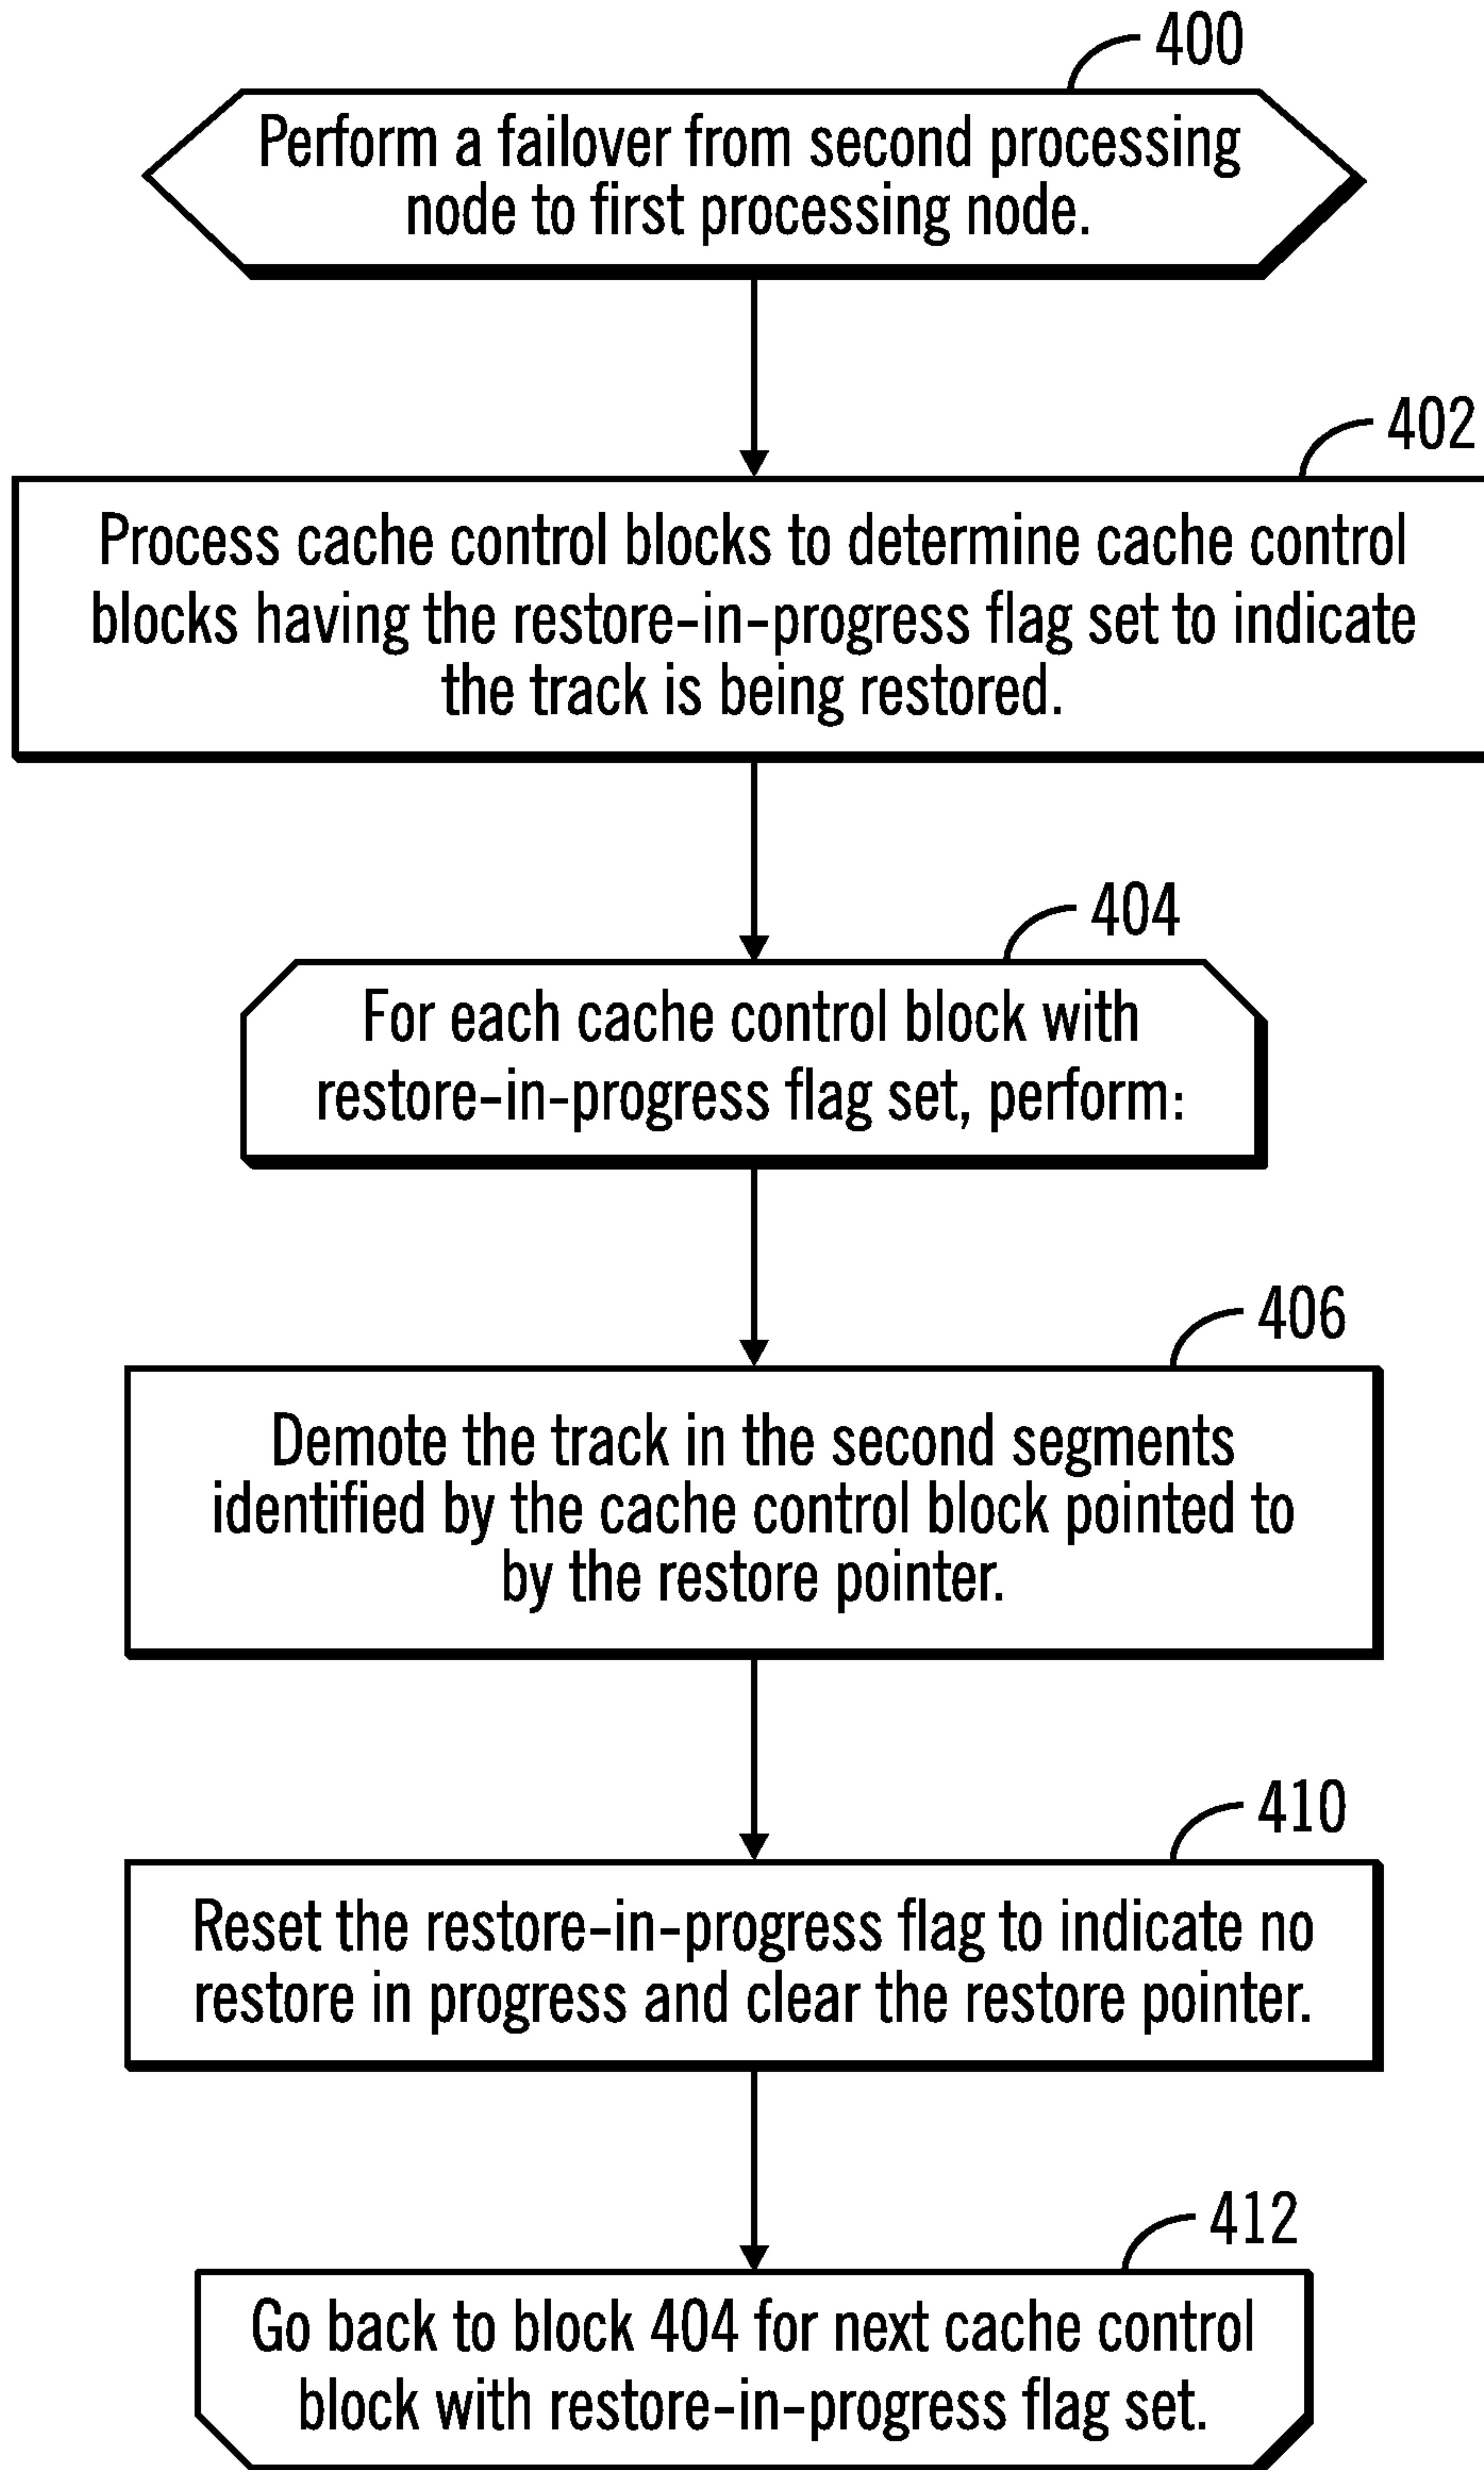 400
Perform a failover from second processing
node to first processing node.
402
Process cache control blocks to determine cache control
blocks having the restore-in-progress flag set to indicate
the track is being restored.
404
For each cache control block with
restore-in-progress flag set, perform:
406
Demote the track in the second segments
identified by the cache control block pointed to
by the restore pointer.
410
Reset the restore-in-progress flag to indicate no
restore in progress and clear the restore pointer.
412
Go back to block 404 for next cache control
block with restore-in-progress flag set.